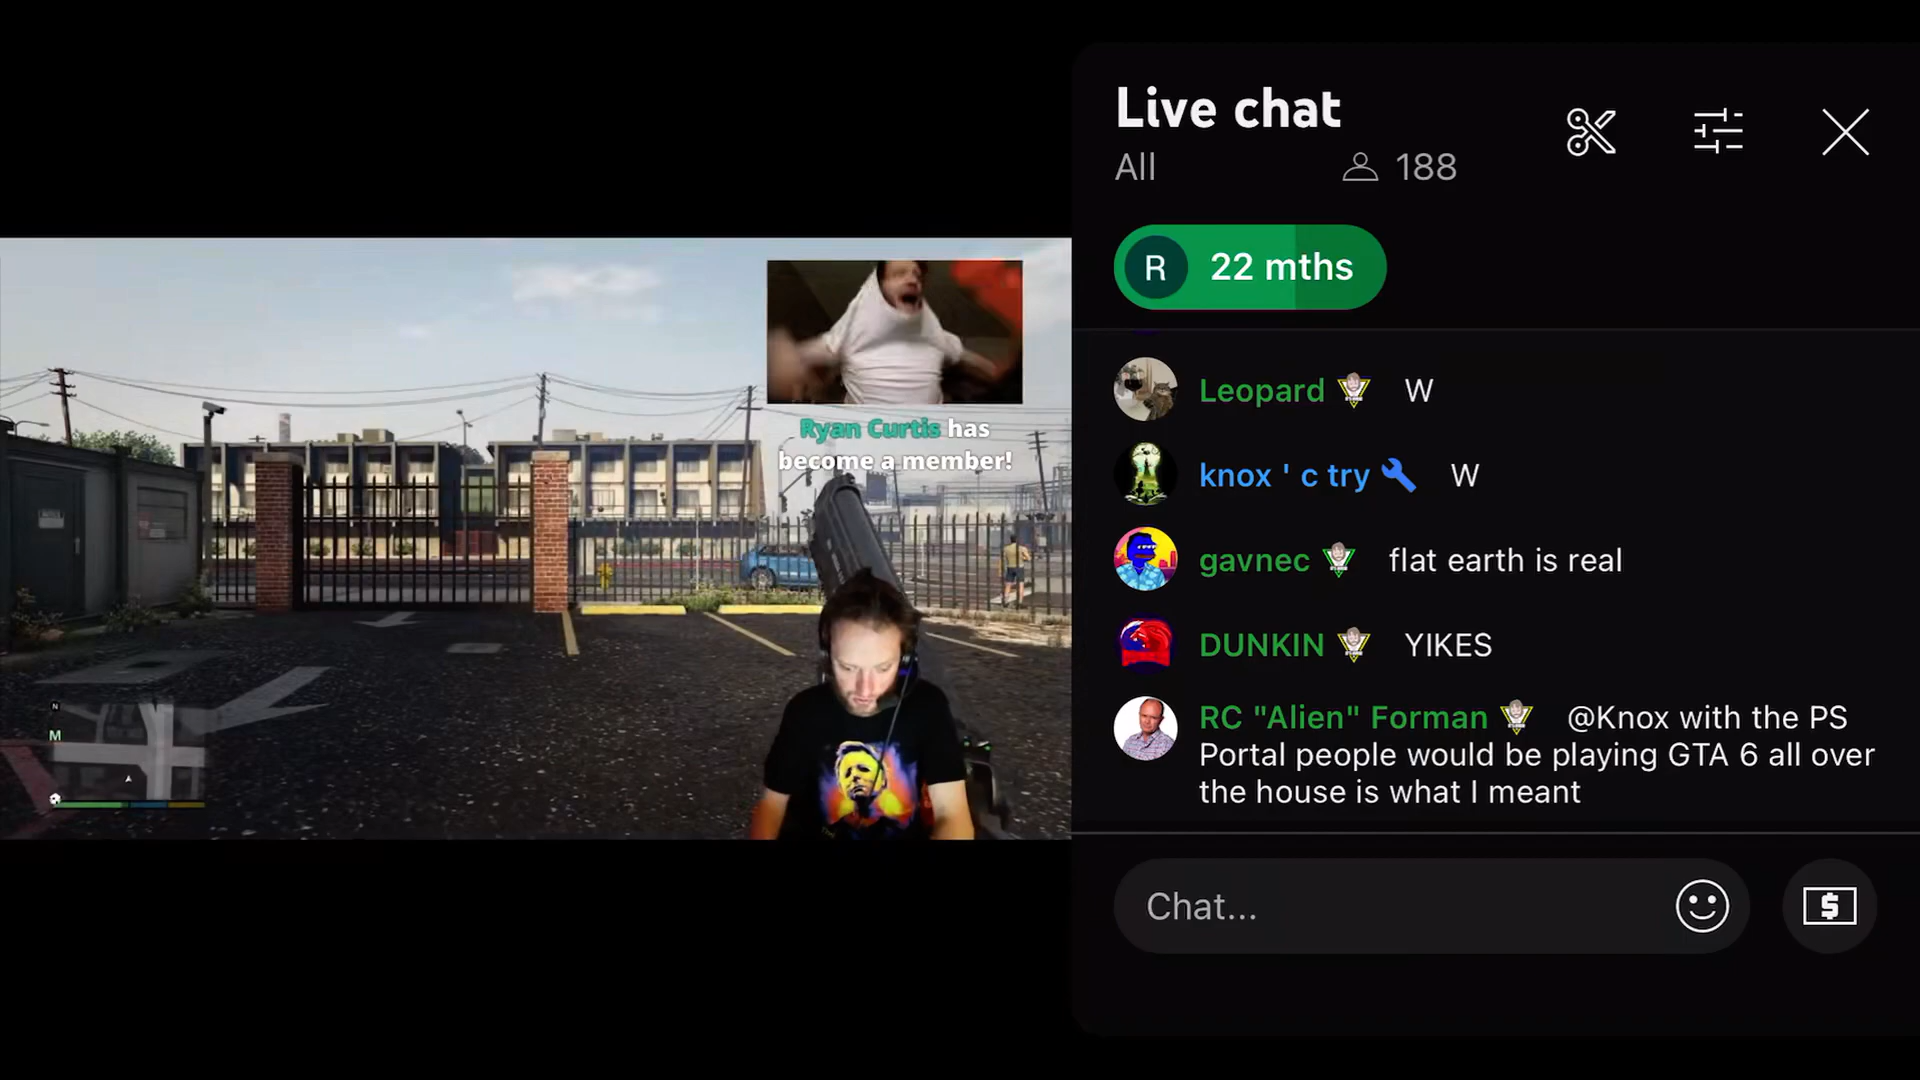 Ryan Curtis has
become a member!
N
M
Live chat
All
188
R
22 mths
Leopard W
knox ' c try W
gavnec flat earth is real
DUNKIN YIKES
RC "Alien" Forman @Knox with the PS
Portal people would be playing GTA 6 all over
the house is what I meant
Chat...
$